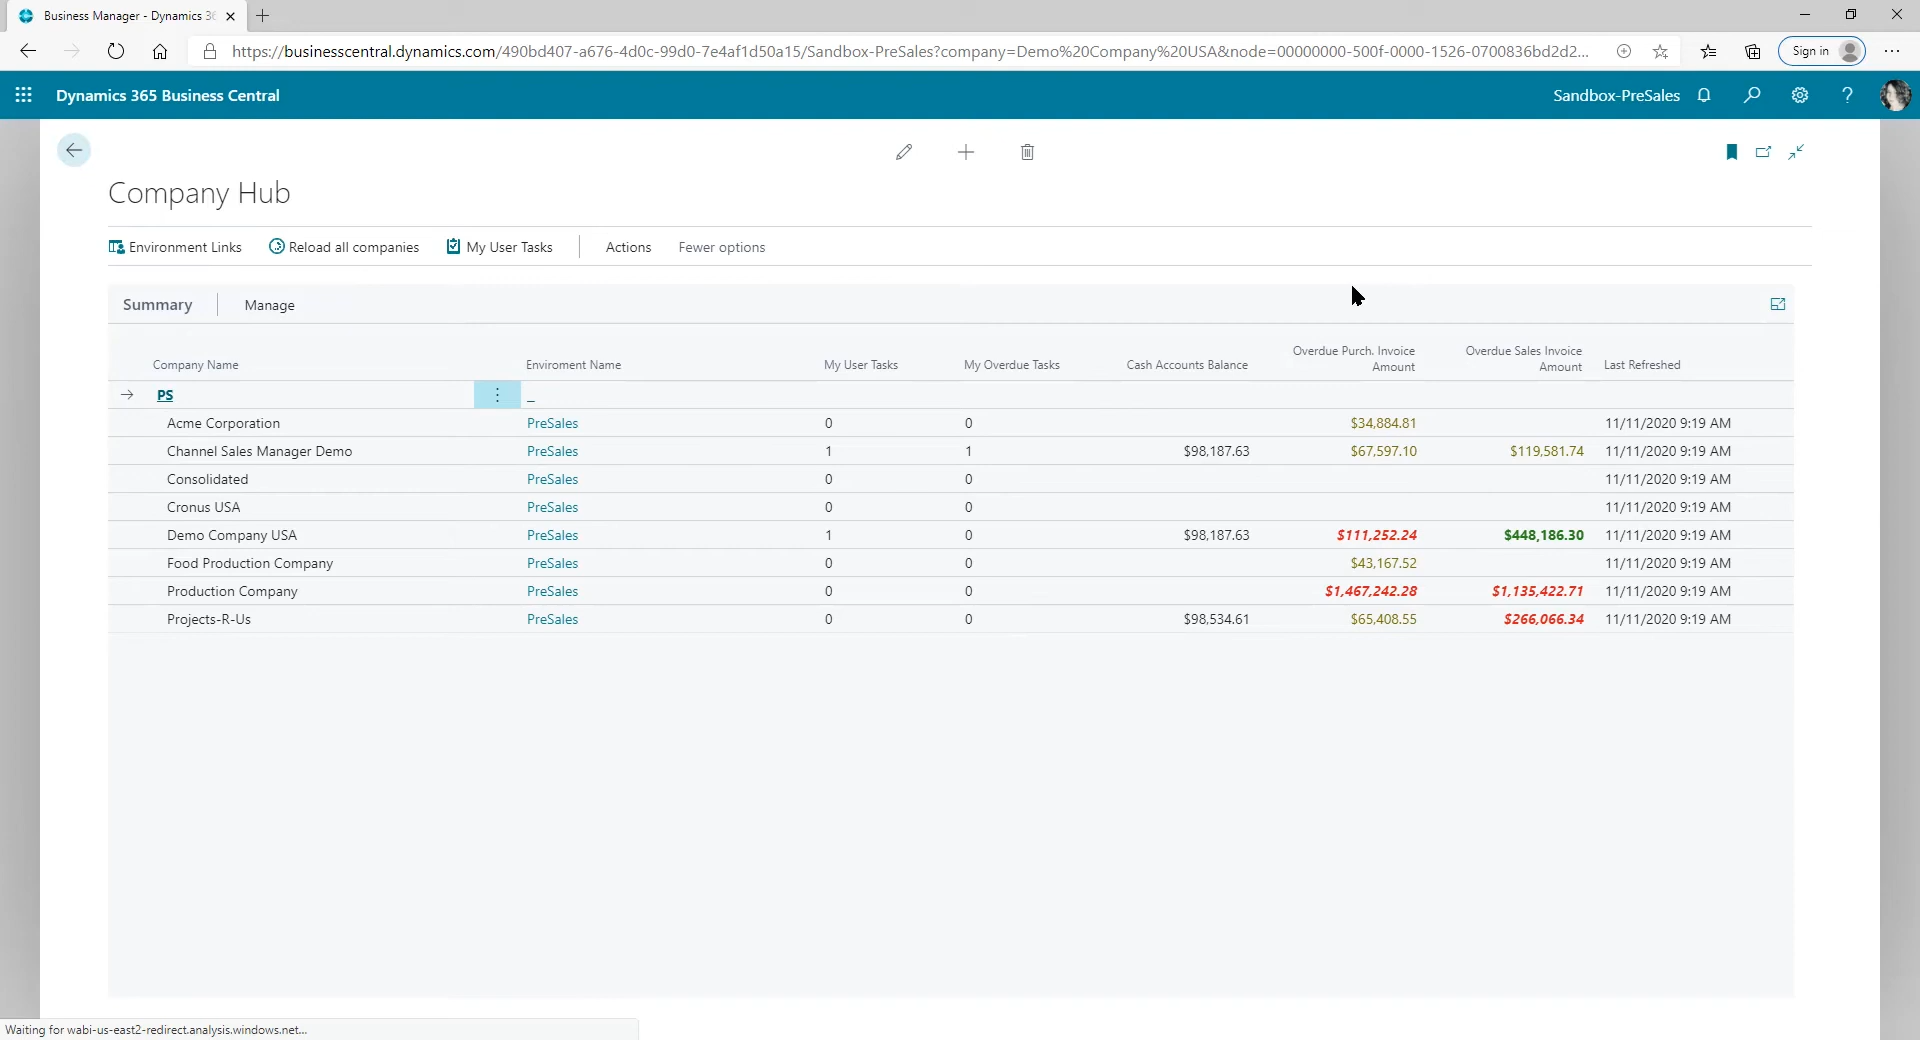 Business Manager - Dynamics 36
https://businesscentral.dynamics.com/490bd407-a676-4d0c-99d0-7e4af1d50a15/Sandbox-PreSales?company=Demo%20Company%20USA&node=00000000-500f-0000-1526-0700836bd2d2...
Sign in
Dynamics 365 Business Central
Sandbox-PreSales
Company Hub
Environment Links
Reload all companies
My User Tasks
Actions
Fewer options
Summary
Manage
Company Name Enviroment Name My User Tasks My Overdue Tasks Cash Accounts Balance Overdue Purch. Invoice Amount Overdue Sales Invoice Amount Last Refreshed
PS _
Acme Corporation PreSales 0 0 $34,884.81 11/11/2020 9:19 AM
Channel Sales Manager Demo PreSales 1 1 $98,187.63 $67,597.10 $119,581.74 11/11/2020 9:19 AM
Consolidated PreSales 0 0 11/11/2020 9:19 AM
Cronus USA PreSales 0 0 11/11/2020 9:19 AM
Demo Company USA PreSales 1 0 $98,187.63 $111,252.24 $448,186.30 11/11/2020 9:19 AM
Food Production Company PreSales 0 0 $43,167.52 11/11/2020 9:19 AM
Production Company PreSales 0 0 $1,467,242.28 $1,135,422.71 11/11/2020 9:19 AM
Projects-R-Us PreSales 0 0 $98,534.61 $65,408.55 $266,066.34 11/11/2020 9:19 AM
Waiting for wabi-us-east2-redirect.analysis.windows.net...